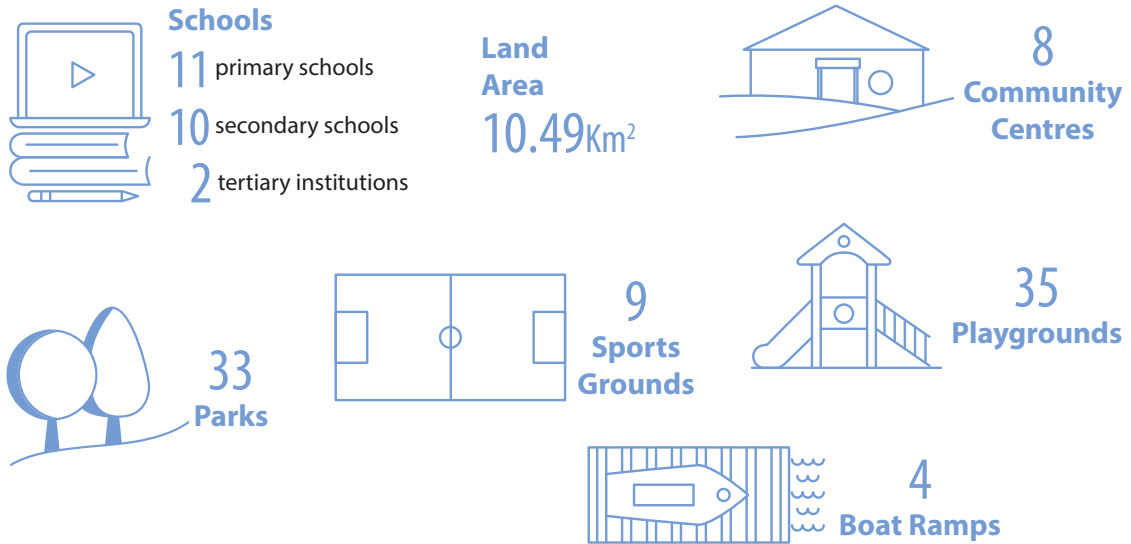 Schools
11 primary schools
10 secondary schools
2 tertiary institutions
Land
Area
10.49Km²
8
Community
Centres
33
Parks
9
Sports
Grounds
35
Playgrounds
4
Boat Ramps